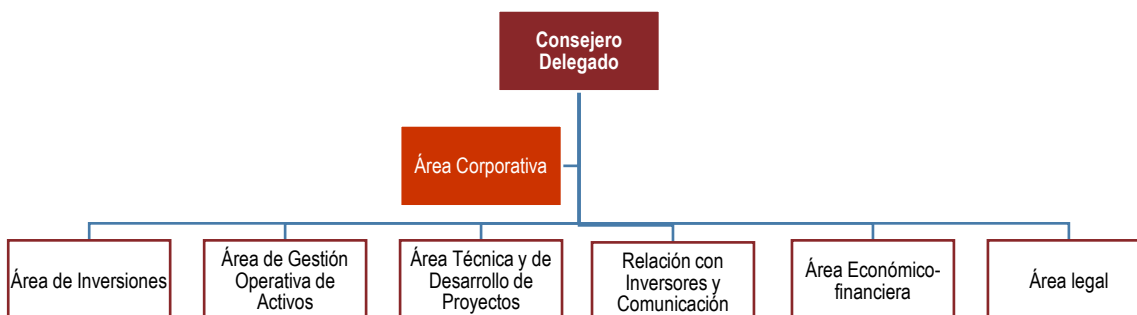 Consejero
Delegado
Área Corporativa
Área de Inversiones
Área de Gestión
Operativa de
Activos
Área Técnica y de
Desarrollo de
Proyectos
Relación con
Inversores y
Comunicación
Área Económico-
financiera
Área legal